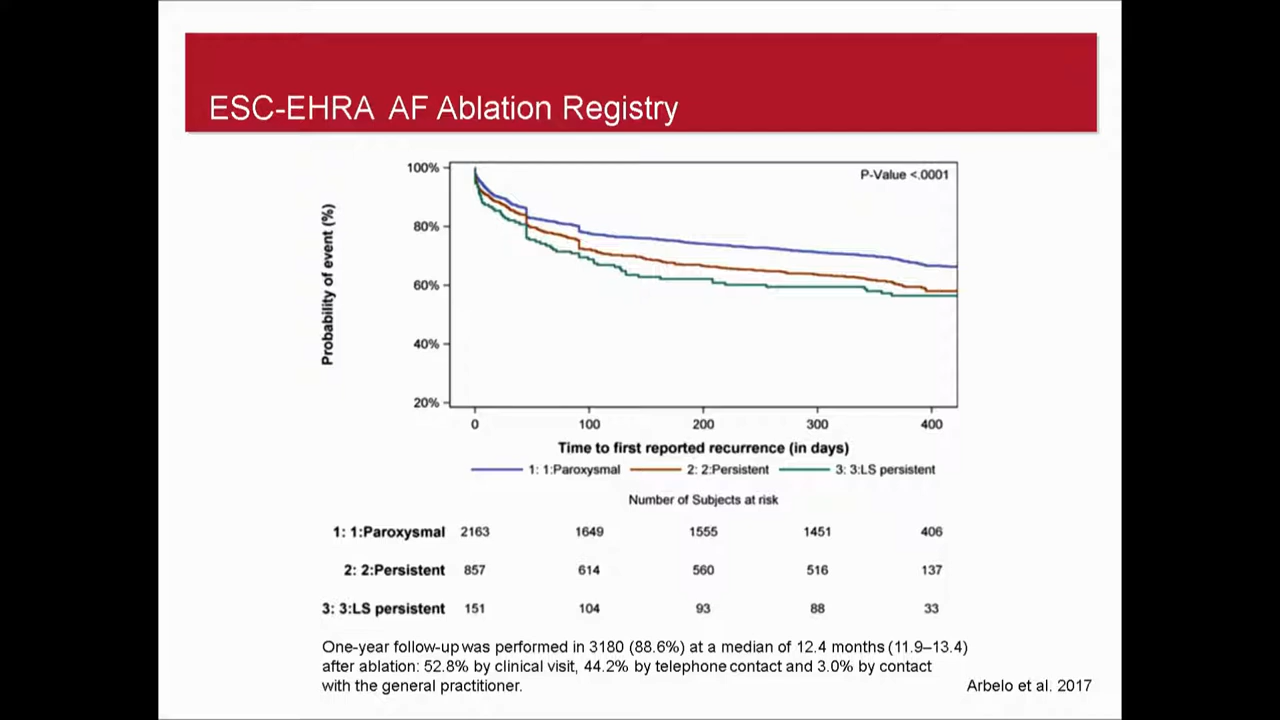 ESC-EHRA AF Ablation Registry
Probability of event (%)
100%
80%
60%
40%
20%
P-Value <.0001
0 100 200 300 400
Time to first reported recurrence (in days)
1: 1:Paroxysmal 2: 2:Persistent 3: 3:LS persistent
Number of Subjects at risk
1: 1:Paroxysmal 2163 1649 1555 1451 406
2: 2:Persistent 857 614 560 516 137
3: 3:LS persistent 151 104 93 88 33
One-year follow-up was performed in 3180 (88.6%) at a median of 12.4 months (11.9–13.4)
after ablation: 52.8% by clinical visit, 44.2% by telephone contact and 3.0% by contact
with the general practitioner.
Arbelo et al. 2017